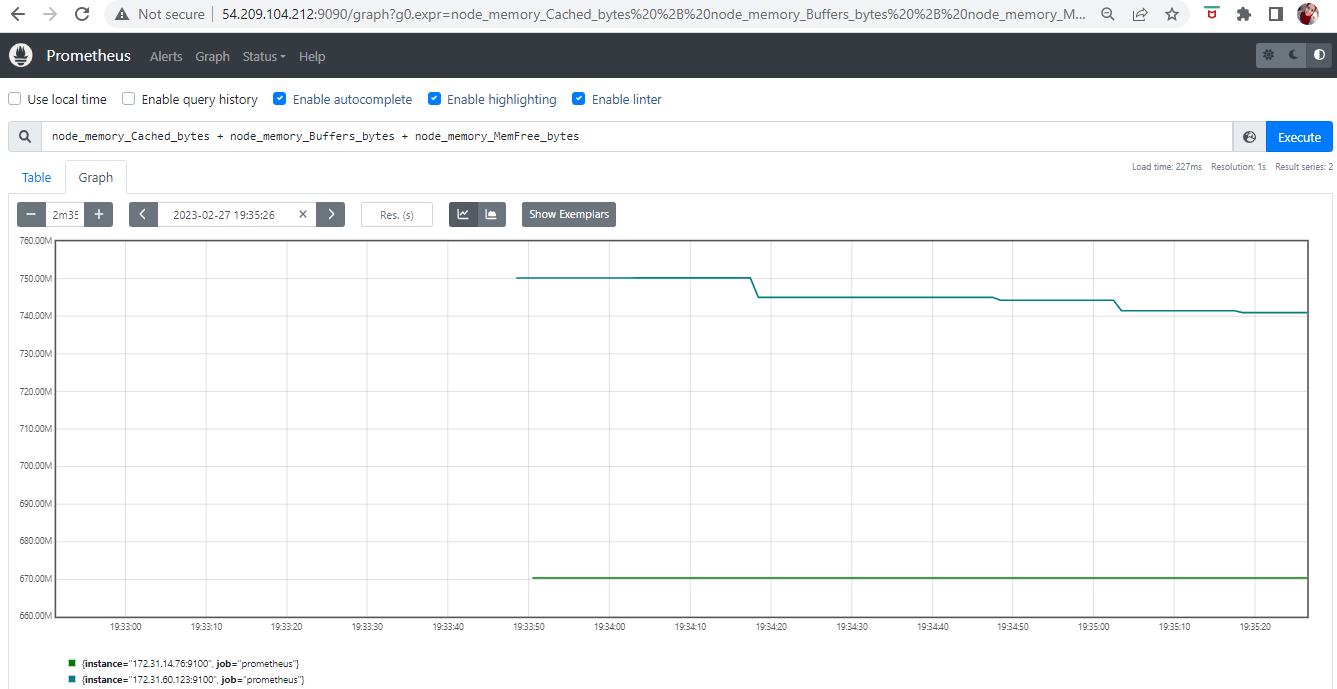 Not secure | 54.209.104.212:9090/graph?g0.expr=node_memory_Cached_bytes%20%2B%20node_memory_Buffers_bytes%20%2B%20node_memory_M...
Prometheus Alerts Graph Status Help
Use local time Enable query history Enable autocomplete Enable highlighting Enable linter
node_memory_Cached_bytes + node_memory_Buffers_bytes + node_memory_MemFree_bytes Execute
Load time: 227ms Resolution: 1s Result series: 2
Table Graph
− 2m35 + 2023-02-27 19:35:26 × Res. (s) Show Exemplars
760.00M
750.00M
740.00M
730.00M
720.00M
710.00M
700.00M
690.00M
680.00M
670.00M
660.00M
19:33:00 19:33:10 19:33:20 19:33:30 19:33:40 19:33:50 19:34:00 19:34:10 19:34:20 19:34:30 19:34:40 19:34:50 19:35:00 19:35:10 19:35:20
{instance="172.31.14.76:9100", job="prometheus"}
{instance="172.31.60.123:9100", job="prometheus"}